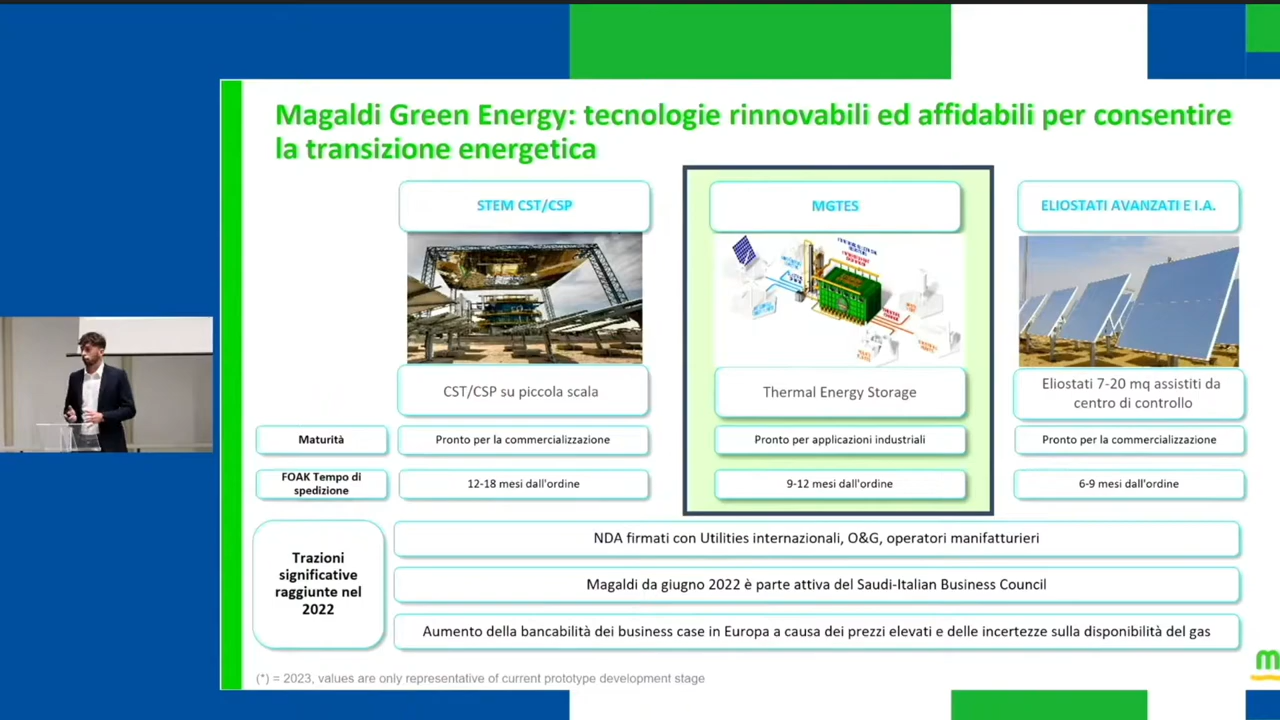 Magaldi Green Energy: tecnologie rinnovabili ed affidabili per consentire
la transizione energetica
STEM CST/CSP
MGTES
ELIOSTATI AVANZATI E I.A.
CST/CSP su piccola scala
Thermal Energy Storage
Eliostati 7-20 mq assistiti da
centro di controllo
Maturità
Pronto per la commercializzazione
Pronto per applicazioni industriali
Pronto per la commercializzazione
FOAK Tempo di
spedizione
12-18 mesi dall'ordine
9-12 mesi dall'ordine
6-9 mesi dall'ordine
Trazioni
significative
raggiunte nel
2022
NDA firmati con Utilities internazionali, O&G, operatori manifatturieri
Magaldi da giugno 2022 è parte attiva del Saudi-Italian Business Council
Aumento della bancabilità dei business case in Europa a causa dei prezzi elevati e delle incertezze sulla disponibilità del gas
(*) = 2023, values are only representative of current prototype development stage